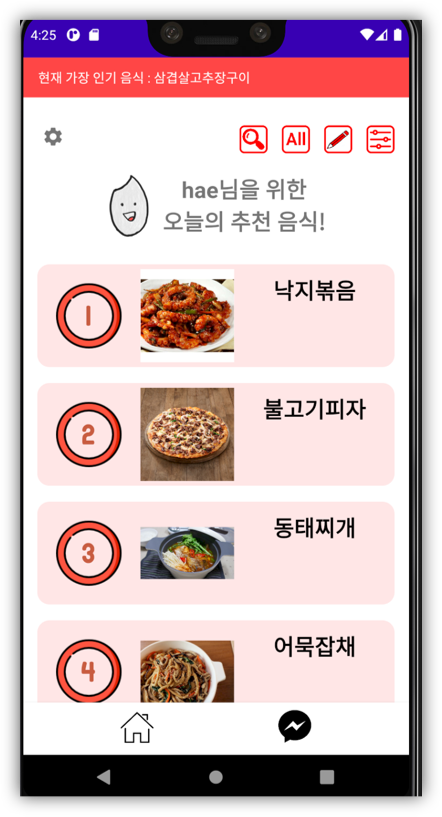 4:25
현재 가장 인기 음식 : 삼겹살고추장구이
All
hae님을 위한
오늘의 추천 음식!
1
낙지볶음
2
불고기피자
3
동태찌개
4
어묵잡채